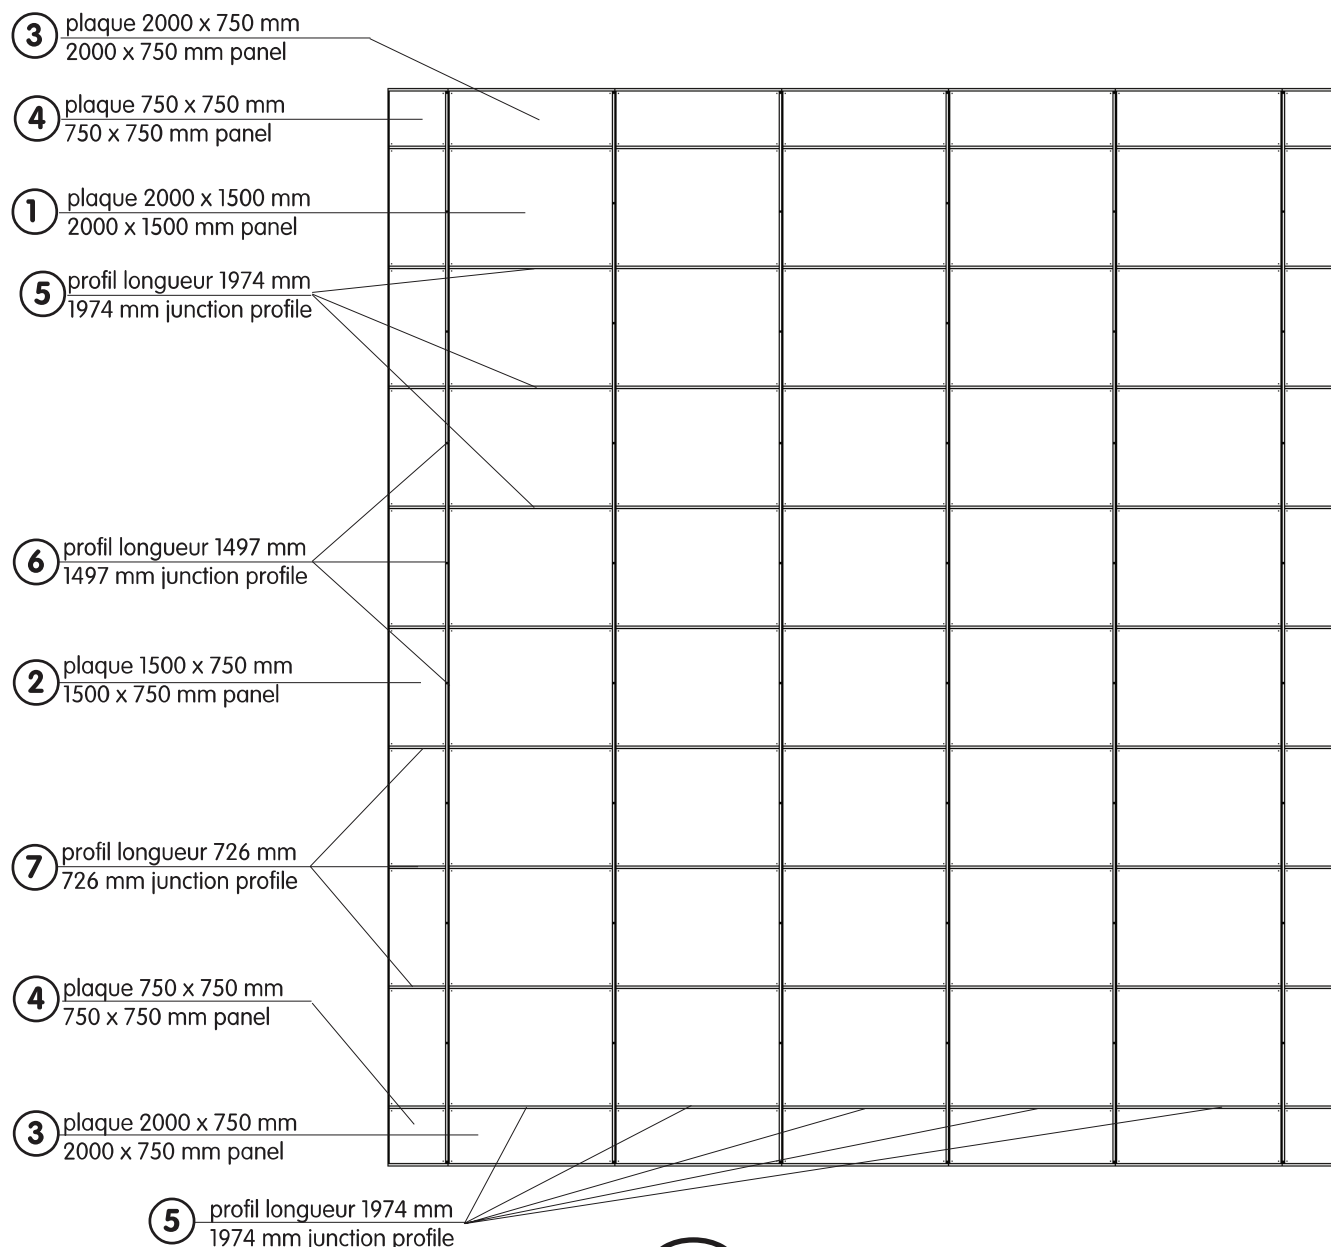 3 plaque 2000 x 750 mm
2000 x 750 mm panel
4 plaque 750 x 750 mm
750 x 750 mm panel
1 plaque 2000 x 1500 mm
2000 x 1500 mm panel
5 profil longueur 1974 mm
1974 mm junction profile
6 profil longueur 1497 mm
1497 mm junction profile
2 plaque 1500 x 750 mm
1500 x 750 mm panel
7 profil longueur 726 mm
726 mm junction profile
4 plaque 750 x 750 mm
750 x 750 mm panel
3 plaque 2000 x 750 mm
2000 x 750 mm panel
5 profil longueur 1974 mm
1974 mm junction profile